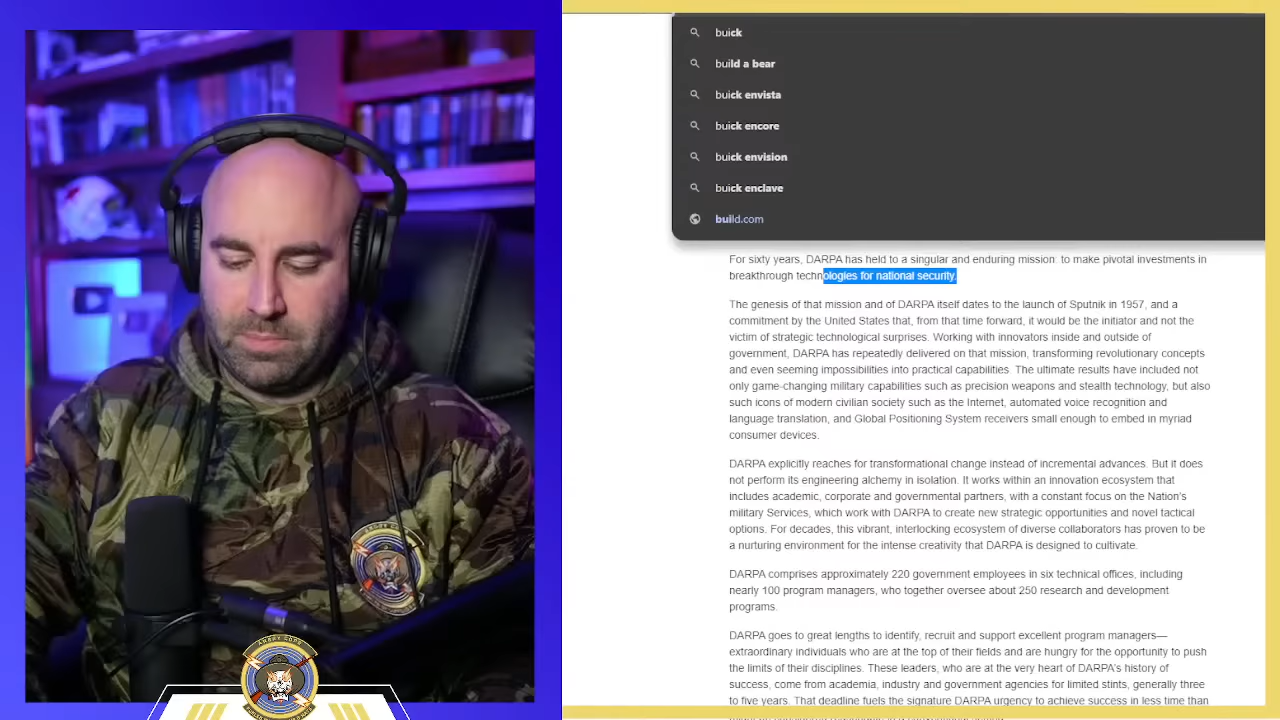 buick
build a bear
buick envista
buick encore
buick envision
buick enclave
build.com
For sixty years, DARPA has held to a singular and enduring mission: to make pivotal investments in
breakthrough technologies for national security.
The genesis of that mission and of DARPA itself dates to the launch of Sputnik in 1957, and a
commitment by the United States that, from that time forward, it would be the initiator and not the
victim of strategic technological surprises. Working with innovators inside and outside of
government, DARPA has repeatedly delivered on that mission, transforming revolutionary concepts
and even seeming impossibilities into practical capabilities. The ultimate results have included not
only game-changing military capabilities such as precision weapons and stealth technology, but also
such icons of modern civilian society such as the Internet, automated voice recognition and
language translation, and Global Positioning System receivers small enough to embed in myriad
consumer devices.
DARPA explicitly reaches for transformational change instead of incremental advances. But it does
not perform its engineering alchemy in isolation. It works within an innovation ecosystem that
includes academic, corporate and governmental partners, with a constant focus on the Nation's
military Services, which work with DARPA to create new strategic opportunities and novel tactical
options. For decades, this vibrant, interlocking ecosystem of diverse collaborators has proven to be
a nurturing environment for the intense creativity that DARPA is designed to cultivate.
DARPA comprises approximately 220 government employees in six technical offices, including
nearly 100 program managers, who together oversee about 250 research and development
programs.
DARPA goes to great lengths to identify, recruit and support excellent program managers—
extraordinary individuals who are at the top of their fields and are hungry for the opportunity to push
the limits of their disciplines. These leaders, who are at the very heart of DARPA's history of
success, come from academia, industry and government agencies for limited stints, generally three
to five years. That deadline fuels the signature DARPA urgency to achieve success in less time than
ANGRY COPS